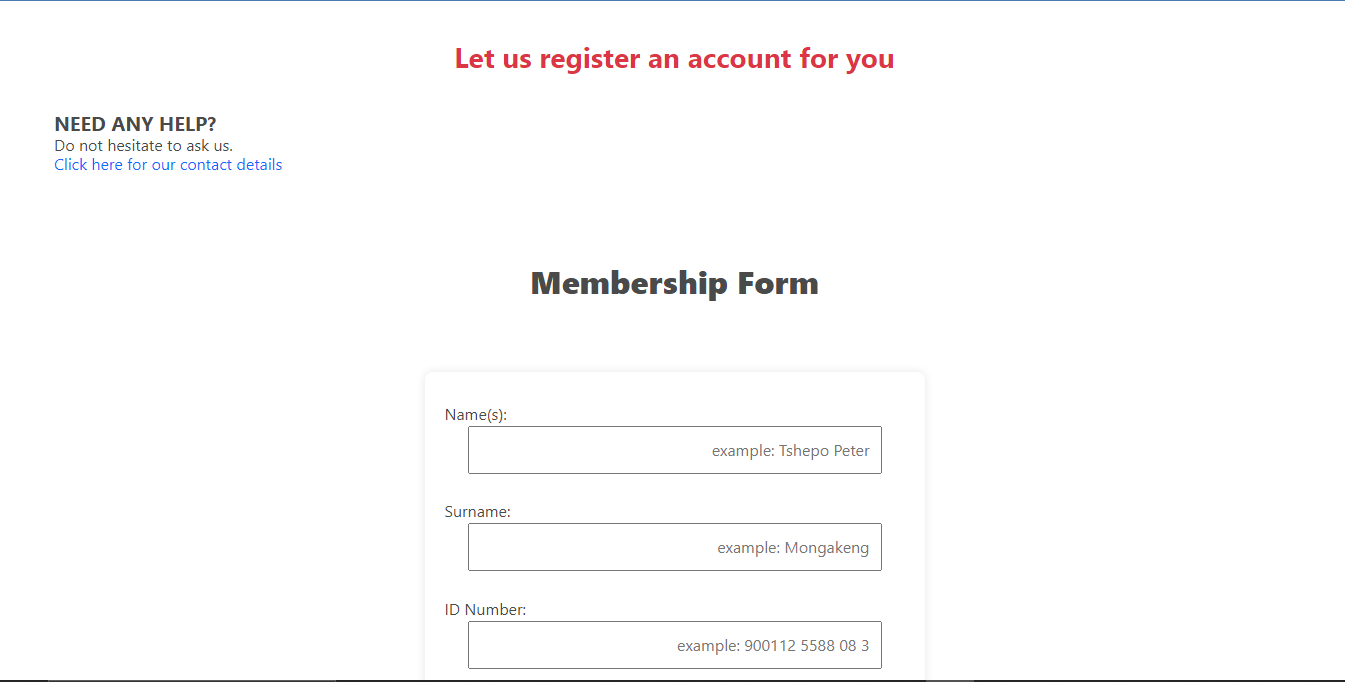 Let us register an account for you
NEED ANY HELP?
Do not hesitate to ask us.
Click here for our contact details
Membership Form
Name(s):
example: Tshepo Peter
Surname:
example: Mongakeng
ID Number:
example: 900112 5588 08 3